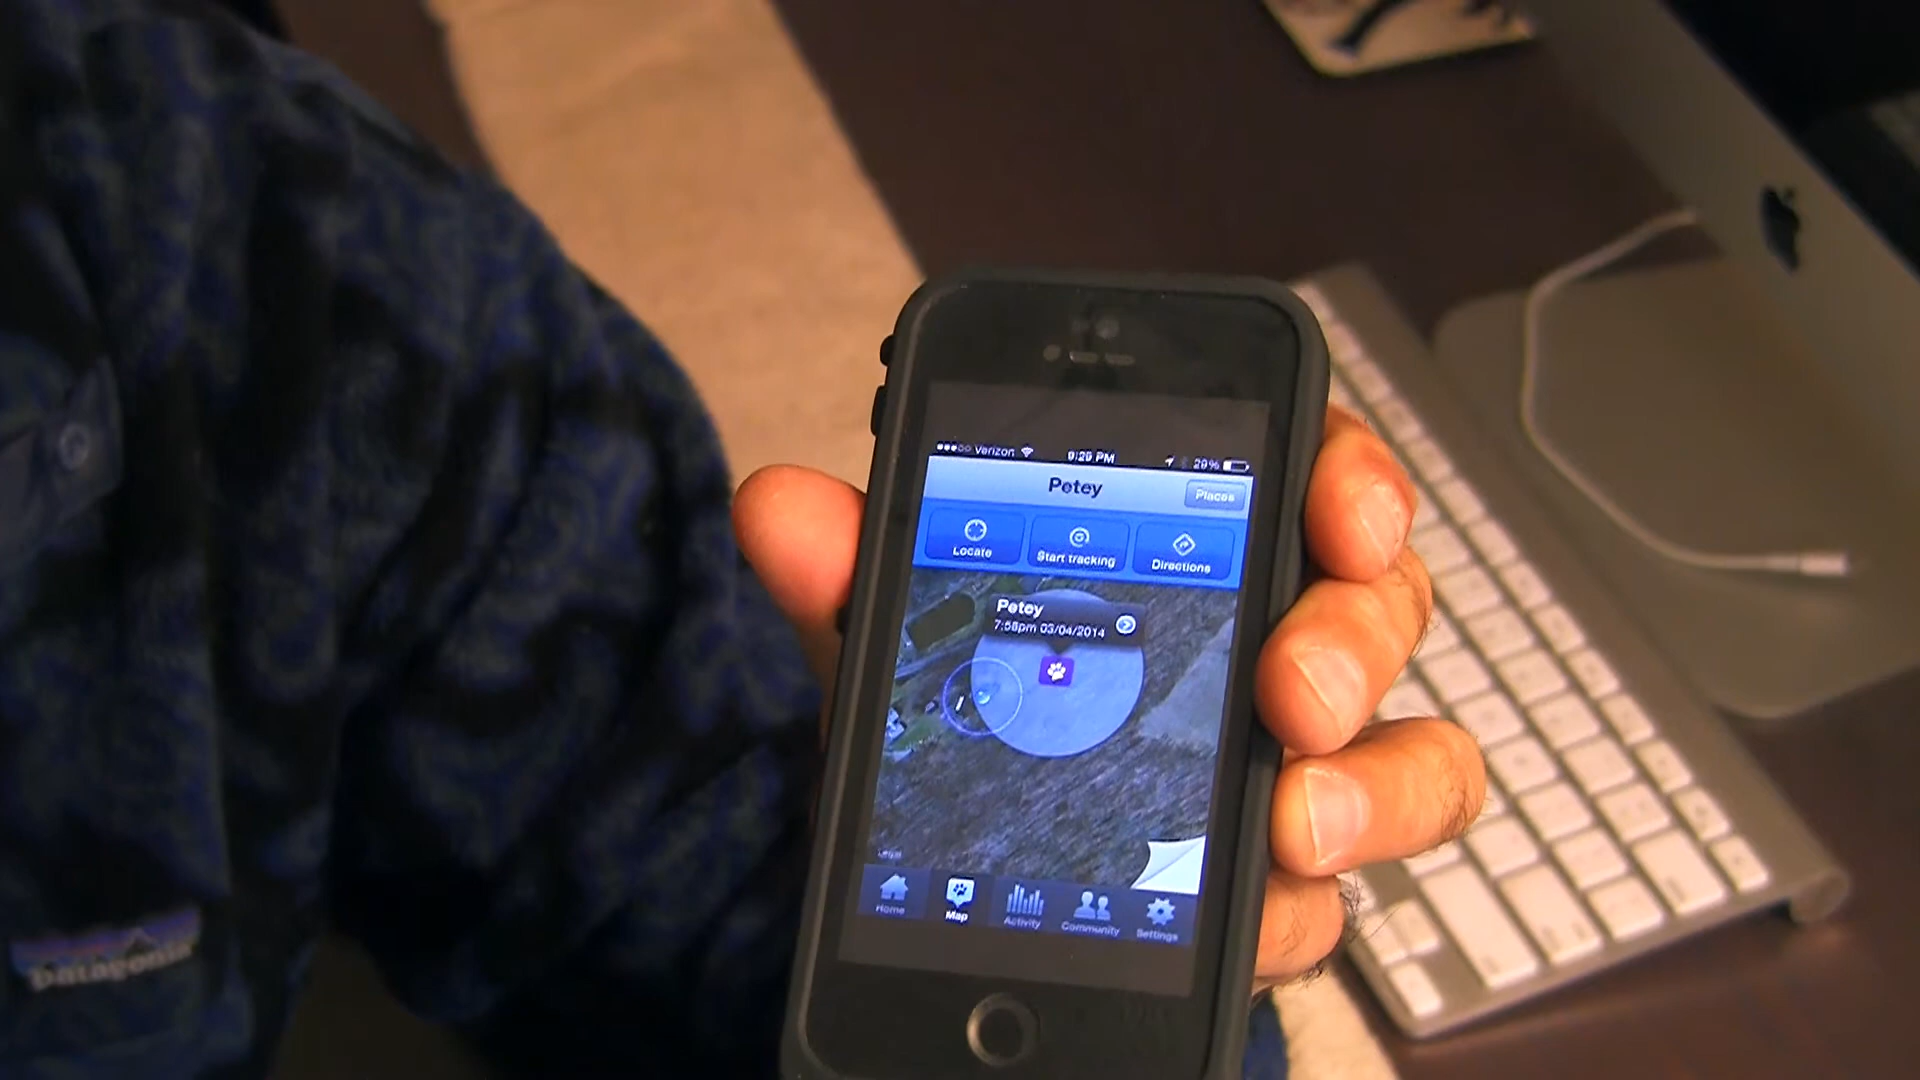 Verizon 9:29 PM 29%
Petey Places
Locate Start tracking Directions
Petey
7:58pm 03/04/2014
Legal
Home Map Activity Community Settings
Patagonia